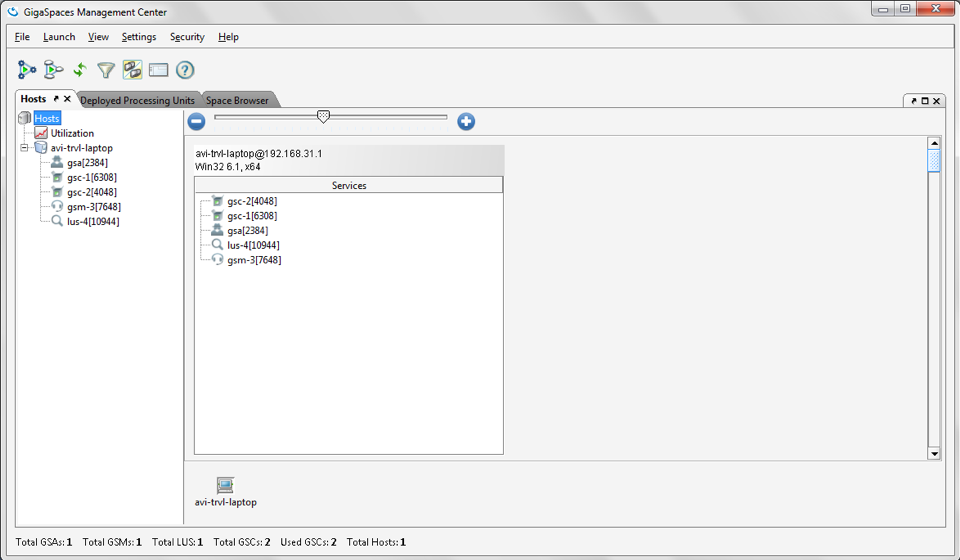 GigaSpaces Management Center
File Launch View Settings Security Help
Hosts Deployed Processing Units Space Browser
Hosts
Utilization
avi-trvl-laptop
gsa[2384]
gsc-1[6308]
gsc-2[4048]
gsm-3[7648]
lus-4[10944]
avi-trvl-laptop@192.168.31.1
Win32 6.1, x64
Services
gsc-2[4048]
gsc-1[6308]
gsa[2384]
lus-4[10944]
gsm-3[7648]
avi-trvl-laptop
Total GSAs: 1 Total GSMs: 1 Total LUS: 1 Total GSCs: 2 Used GSCs: 2 Total Hosts: 1